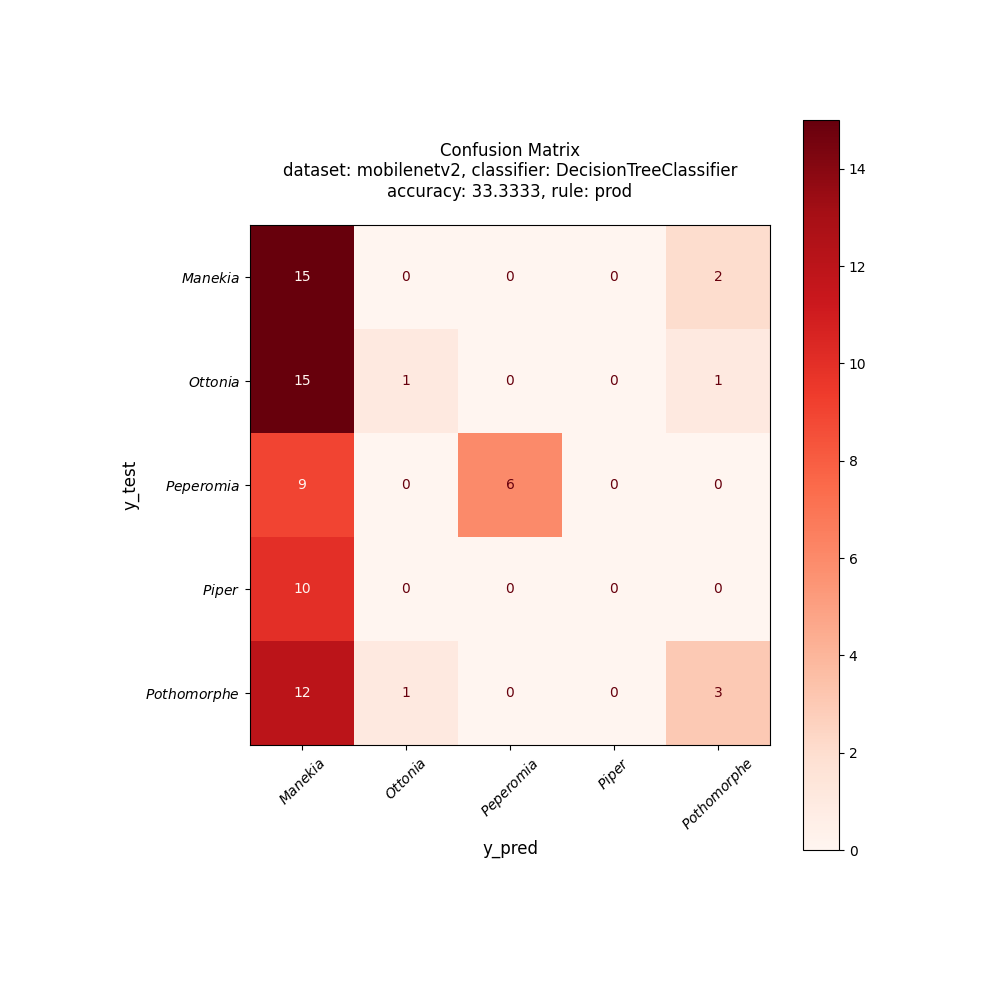 Confusion Matrix
dataset: mobilenetv2, classifier: DecisionTreeClassifier
accuracy: 33.3333, rule: prod
Manekia 15 0 0 0 2
Ottonia 15 1 0 0 1
Peperomia 9 0 6 0 0
Piper 10 0 0 0 0
Pothomorphe 12 1 0 0 3
y_test
Manekia Ottonia Peperomia Piper Pothomorphe
y_pred
14
12
10
8
6
4
2
0